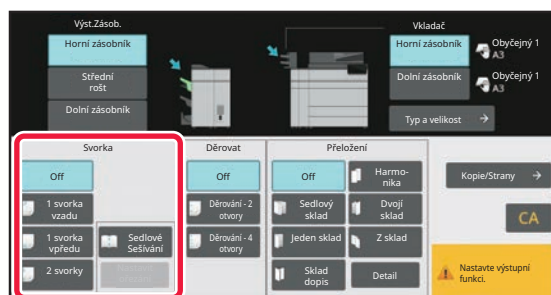 Výst.Zásob.
Vkladač
Horní zásobník
Střední
rošt
Dolní zásobník
Horní zásobník
Obyčejný 1
A3
Dolní zásobník
Obyčejný 1
A3
Typ a velikost
Svorka
Off
1 svorka
vzadu
1 svorka
vpředu
2 svorky
Sedlové
Sešívání
Děrovat
Off
Děrování - 2
otvory
Děrování - 4
otvory
Přeložení
Off
Harmo-
nika
Sedlový
sklad
Dvojí
sklad
Jeden sklad
Z sklad
Sklad
dopis
Detail
Kopie/Strany
CA
Nastavte výstupní
funkci.